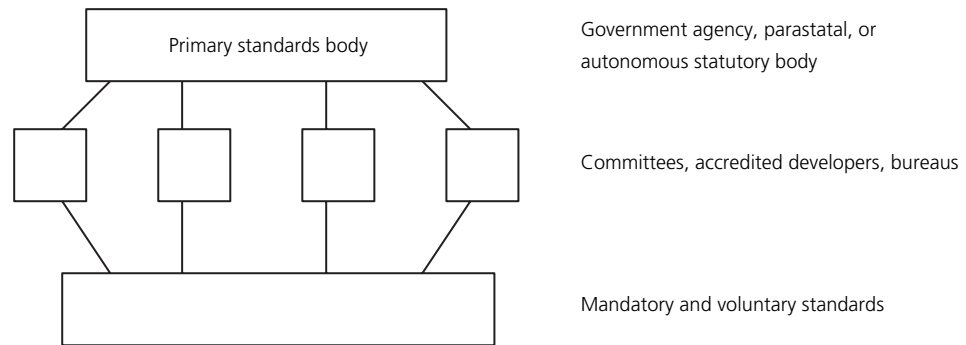 Primary standards body
Government agency, parastatal, or
autonomous statutory body
Committees, accredited developers, bureaus
Mandatory and voluntary standards